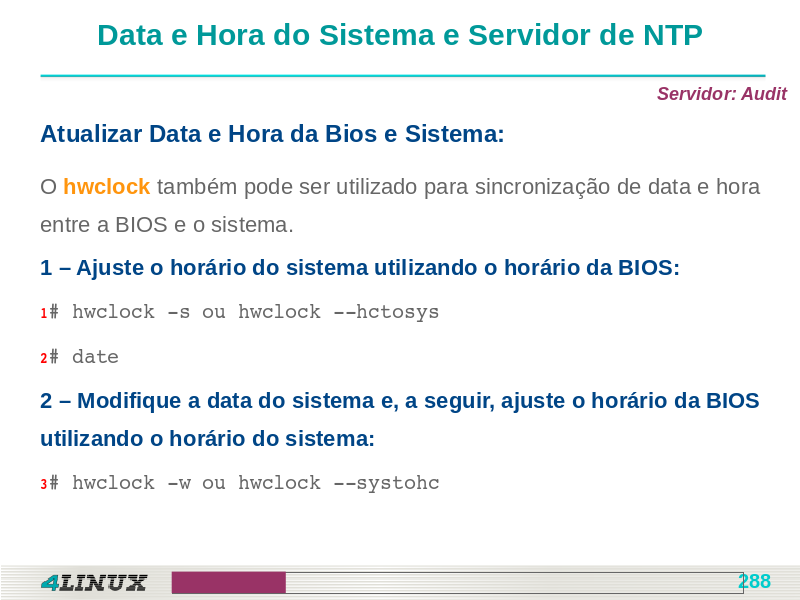 Data e Hora do Sistema e Servidor de NTP
Servidor: Audit
Atualizar Data e Hora da Bios e Sistema:
O hwclock também pode ser utilizado para sincronização de data e hora
entre a BIOS e o sistema.
1 – Ajuste o horário do sistema utilizando o horário da BIOS:
1# hwclock -s ou hwclock --hctosys
2# date
2 – Modifique a data do sistema e, a seguir, ajuste o horário da BIOS
utilizando o horário do sistema:
3# hwclock -w ou hwclock --systohc
4LINUX
288